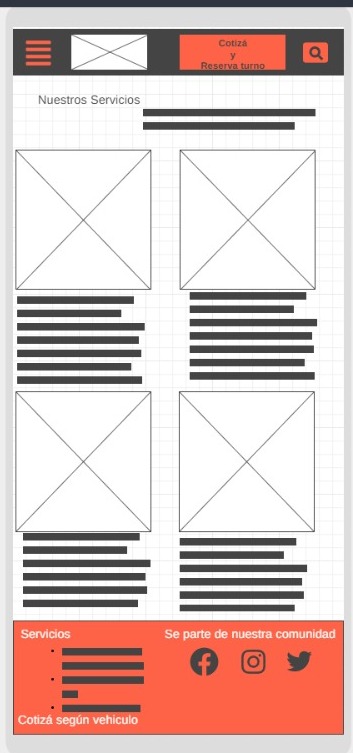 Cotizá
y
Reserva turno
Nuestros Servicios
Servicios
Se parte de nuestra comunidad
Cotizá según vehiculo